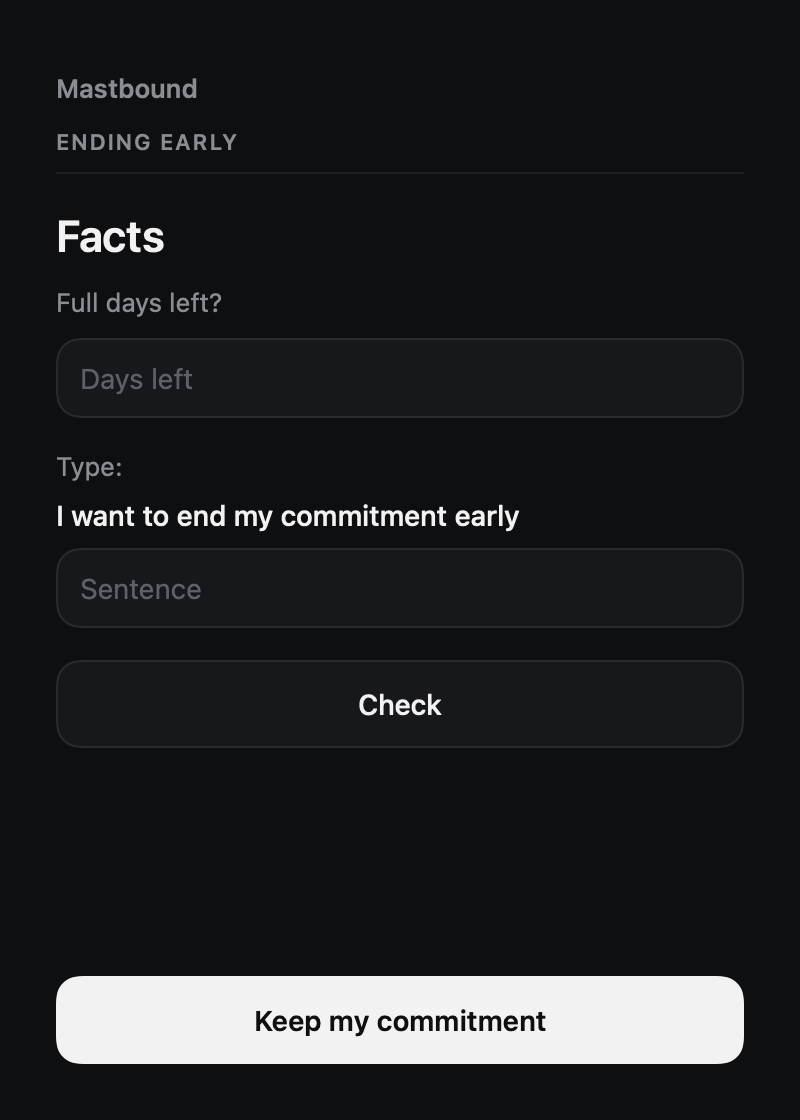 Mastbound
ENDING EARLY
Facts
Full days left?
Days left
Type:
I want to end my commitment early
Sentence
Check
Keep my commitment